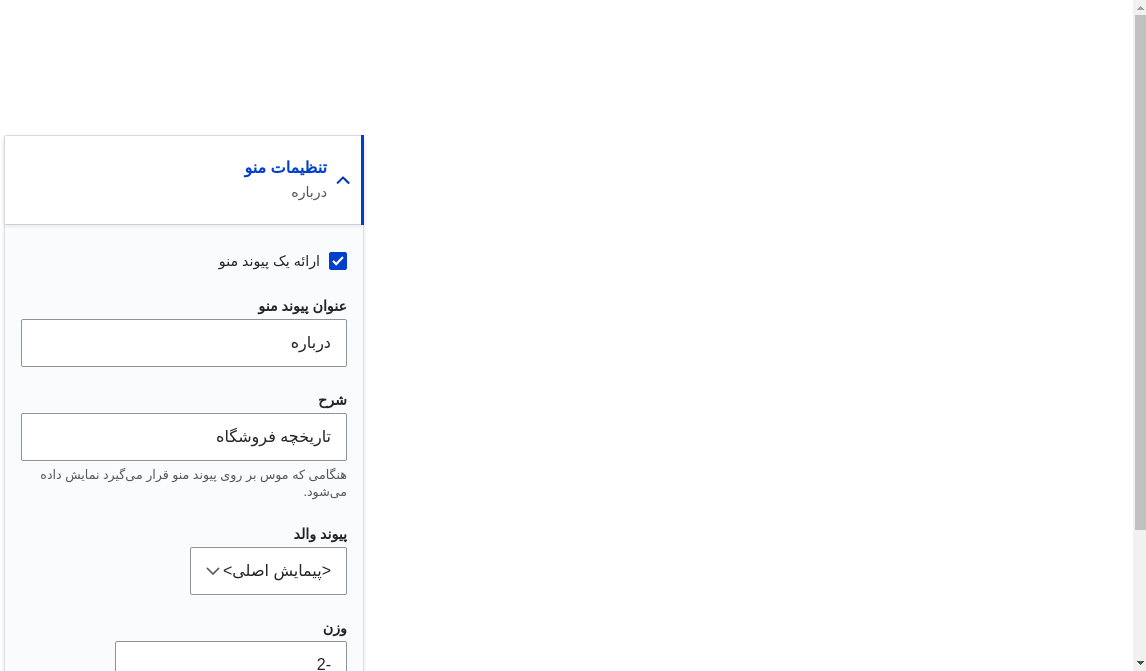 تنظیمات منو
درباره
ارائه یک پیوند منو
عنوان پیوند منو
درباره
شرح
تاریخچه فروشگاه
هنگامی که موس بر روی پیوند منو قرار می‌گیرد نمایش داده
می‌شود.
پیوند والد
<پیمایش اصلی>
وزن
-2